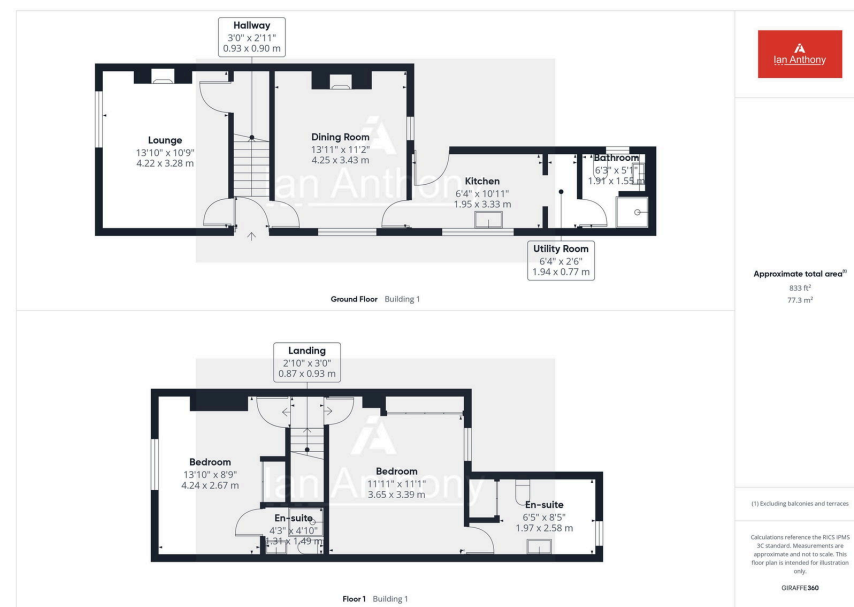 Hallway
3'0" x 2'11"
0.93 x 0.90 m
Lounge
13'10" x 10'9"
4.22 x 3.28 m
Dining Room
13'11" x 11'2"
4.25 x 3.43 m
Kitchen
6'4" x 10'11"
1.95 x 3.33 m
Bathroom
6'3" x 5'1"
1.91 x 1.55 m
Utility Room
6'4" x 2'6"
1.94 x 0.77 m
Ian Anthony
Ground Floor Building 1
Landing
2'10" x 3'0"
0.87 x 0.93 m
Bedroom
13'10" x 8'9"
4.24 x 2.67 m
Bedroom
11'11" x 11'1"
3.65 x 3.39 m
En-suite
4'3" x 4'10"
1.31 x 1.49 m
En-suite
6'5" x 8'5"
1.97 x 2.58 m
Ian Anthony
Floor 1 Building 1
Ian Anthony
Approximate total area(1)
833 ft²
77.3 m²
(1) Excluding balconies and terraces
Calculations reference the RICS IPMS
3C standard. Measurements are
approximate and not to scale. This
floor plan is intended for illustration
only.
GIRAFFE360